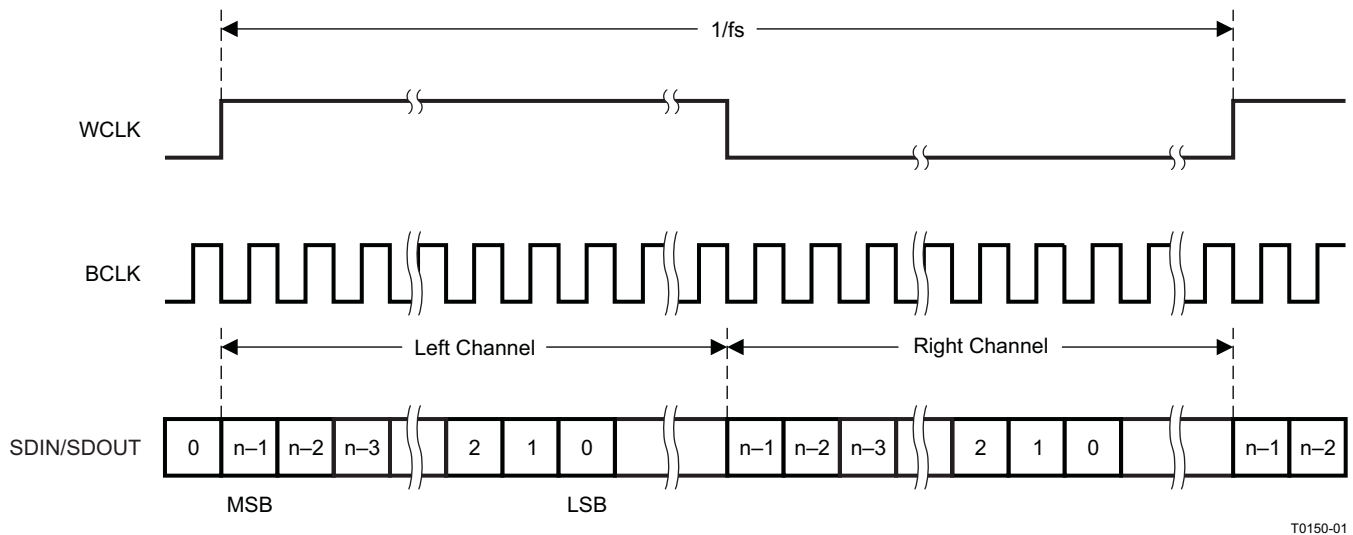 1/fs
WCLK
BCLK
Left Channel
Right Channel
SDIN/SDOUT 0 n–1 n–2 n–3 2 1 0 n–1 n–2 n–3 2 1 0 n–1 n–2
MSB LSB
T0150-01